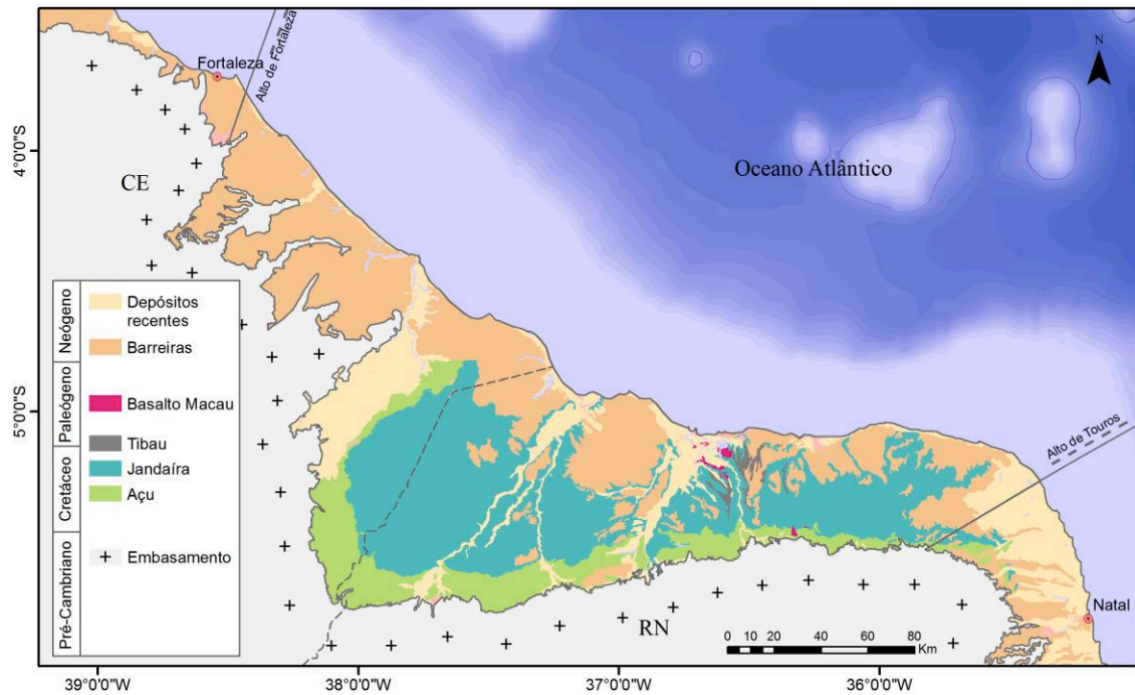 Fortaleza
Alto de Fortaleza
N
4°0'0"S
CE
Oceano Atlântico
Neógeno
Depósitos
recentes
Barreiras
Paleógeno
Basalto Macau
Tibau
Cretáceo
Jandaíra
Açu
Pré-Cambriano
Embasamento
5°0'0"S
Alto de Touros
Natal
RN
0 10 20 40 60 80
Km
39°0'0"W
38°0'0"W
37°0'0"W
36°0'0"W